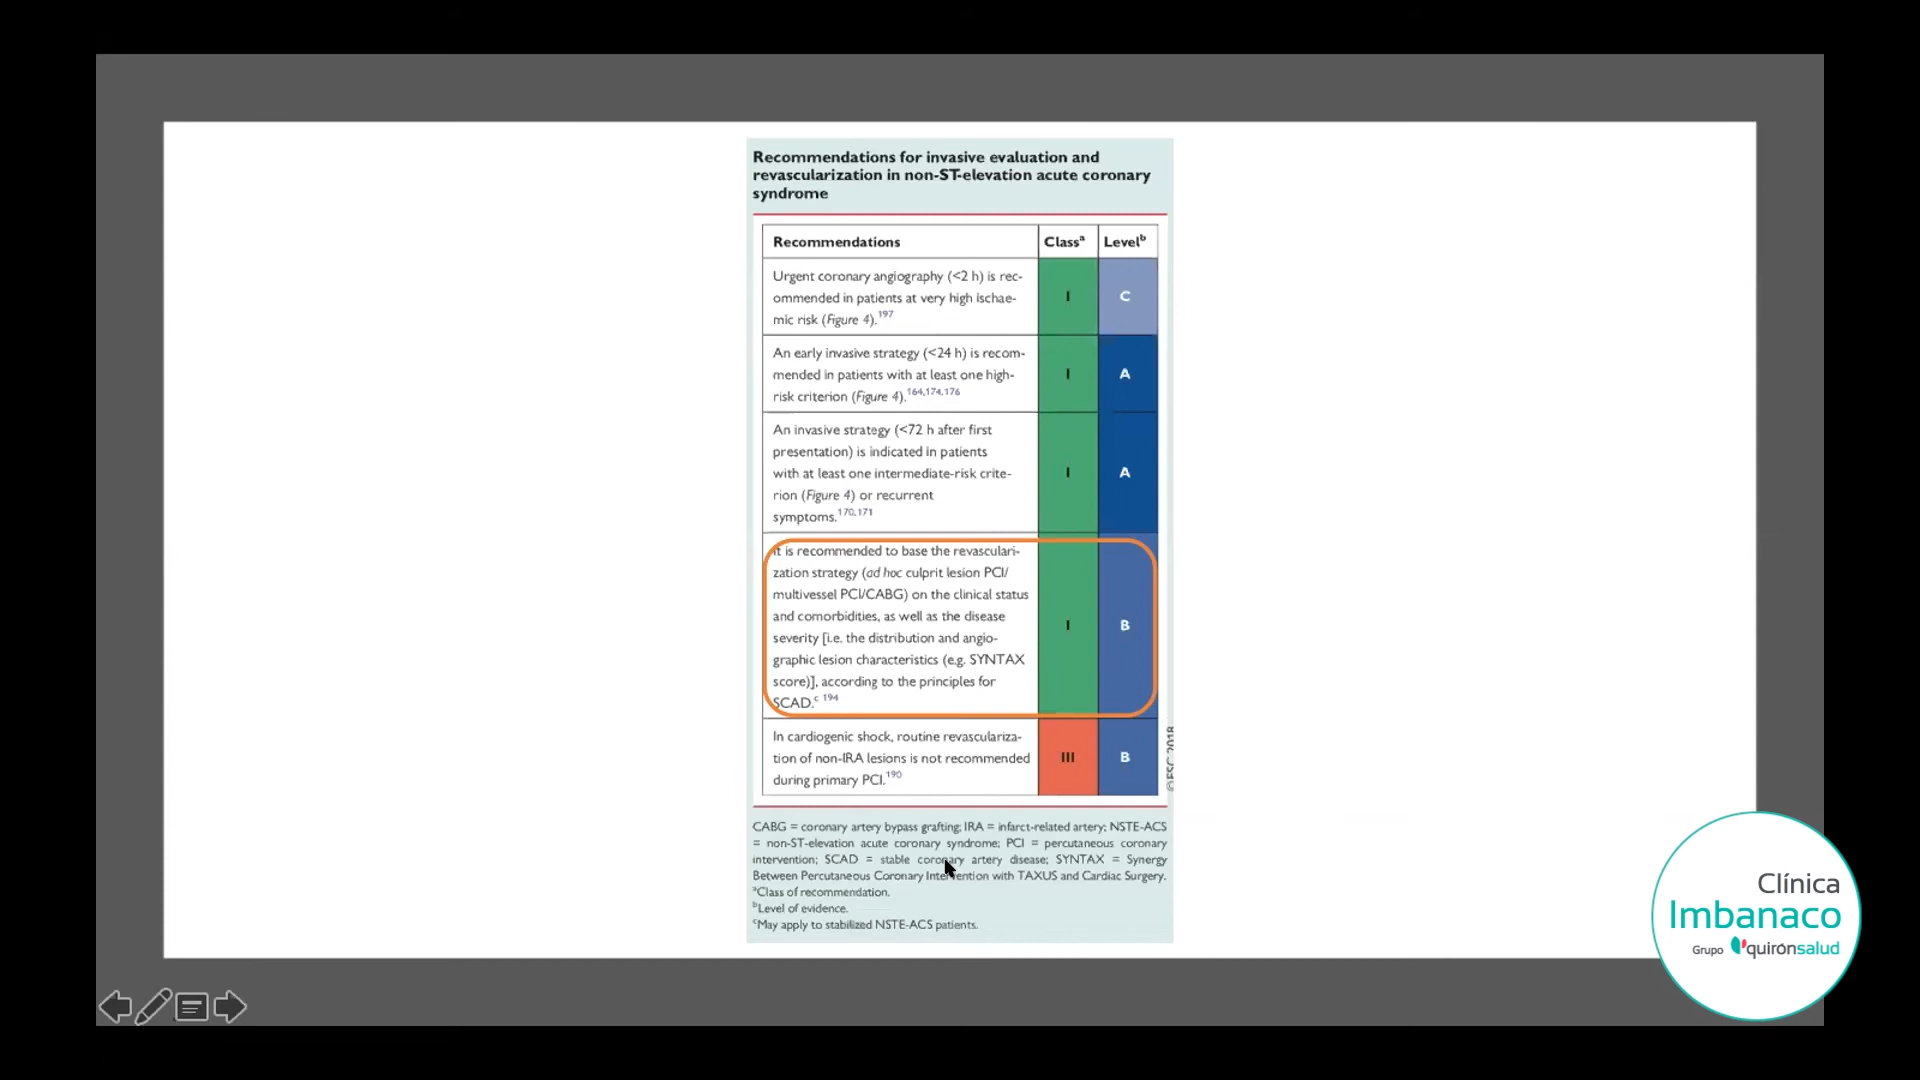 Recommendations for invasive evaluation and
revascularization in non-ST-elevation acute coronary
syndrome
Recommendations Classᵃ Levelᵇ
Urgent coronary angiography (<2 h) is rec-
ommended in patients at very high ischae-
mic risk (Figure 4).¹⁹⁷
I C
An early invasive strategy (<24 h) is recom-
mended in patients with at least one high-
risk criterion (Figure 4).¹⁶⁴,¹⁷⁴,¹⁷⁶
I A
An invasive strategy (<72 h after first
presentation) is indicated in patients
with at least one intermediate-risk crite-
rion (Figure 4) or recurrent
symptoms.¹⁷⁰,¹⁷¹
I A
It is recommended to base the revasculari-
zation strategy (ad hoc culprit lesion PCI/
multivessel PCI/CABG) on the clinical status
and comorbidities, as well as the disease
severity [i.e. the distribution and angio-
graphic lesion characteristics (e.g. SYNTAX
score)], according to the principles for
SCAD.ᶜ ¹⁹⁴
I B
In cardiogenic shock, routine revasculariza-
tion of non-IRA lesions is not recommended
during primary PCI.¹⁹⁰
III B
©ESC 2018
CABG = coronary artery bypass grafting; IRA = infarct-related artery; NSTE-ACS
= non-ST-elevation acute coronary syndrome; PCI = percutaneous coronary
intervention; SCAD = stable coronary artery disease; SYNTAX = Synergy
Between Percutaneous Coronary Intervention with TAXUS and Cardiac Surgery.
ᵃClass of recommendation.
ᵇLevel of evidence.
ᶜMay apply to stabilized NSTE-ACS patients.
Clínica
Imbanaco
Grupo quirónsalud